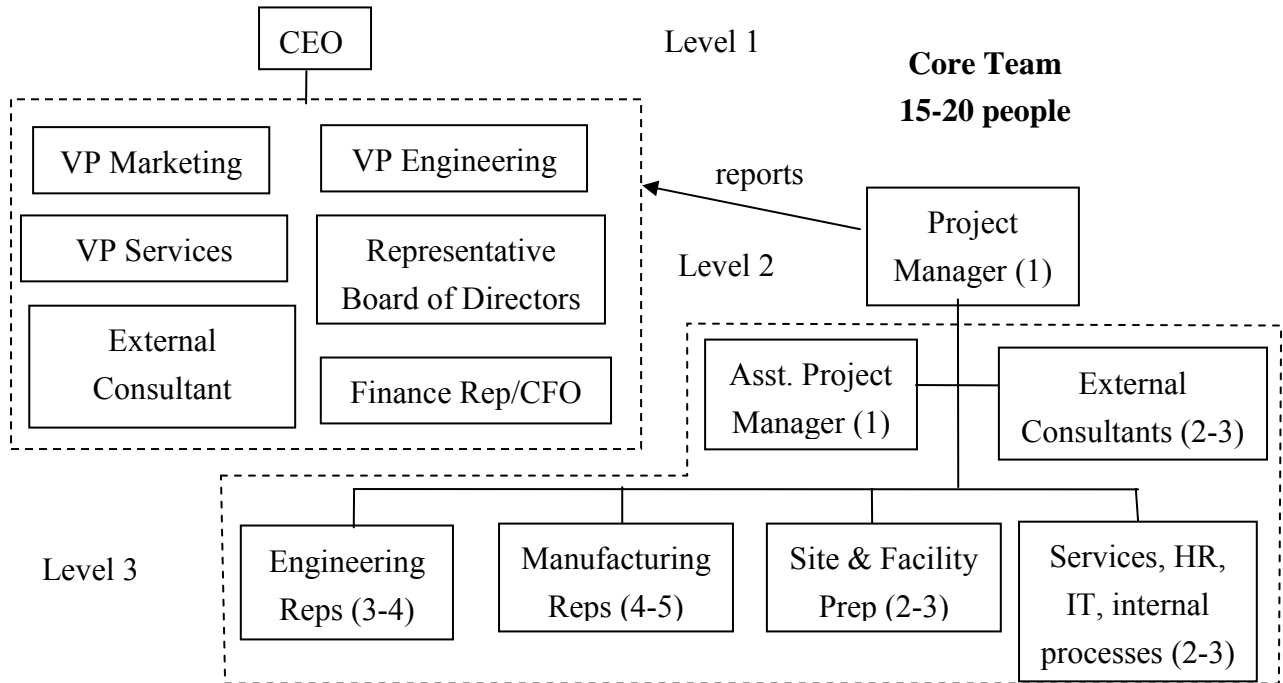 CEO
Level 1
Core Team
15-20 people
VP Marketing
VP Engineering
reports
VP Services
Representative
Board of Directors
Level 2
Project
Manager (1)
External
Consultant
Finance Rep/CFO
Asst. Project
Manager (1)
External
Consultants (2-3)
Level 3
Engineering
Reps (3-4)
Manufacturing
Reps (4-5)
Site & Facility
Prep (2-3)
Services, HR,
IT, internal
processes (2-3)